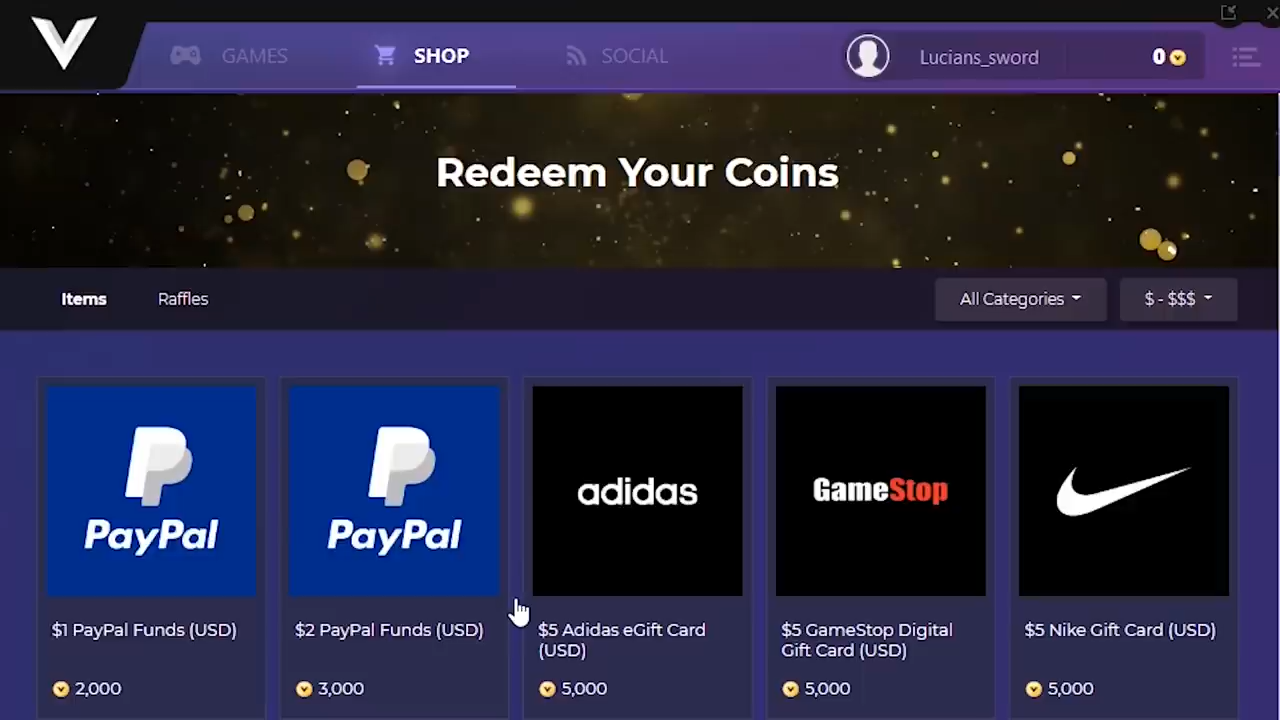 GAMES
SHOP
SOCIAL
Lucians_sword
0
Redeem Your Coins
Items
Raffles
All Categories
$ - $$$
PayPal
PayPal
adidas
GameStop
$1 PayPal Funds (USD)
$2 PayPal Funds (USD)
$5 Adidas eGift Card
(USD)
$5 GameStop Digital
Gift Card (USD)
$5 Nike Gift Card (USD)
2,000
3,000
5,000
5,000
5,000